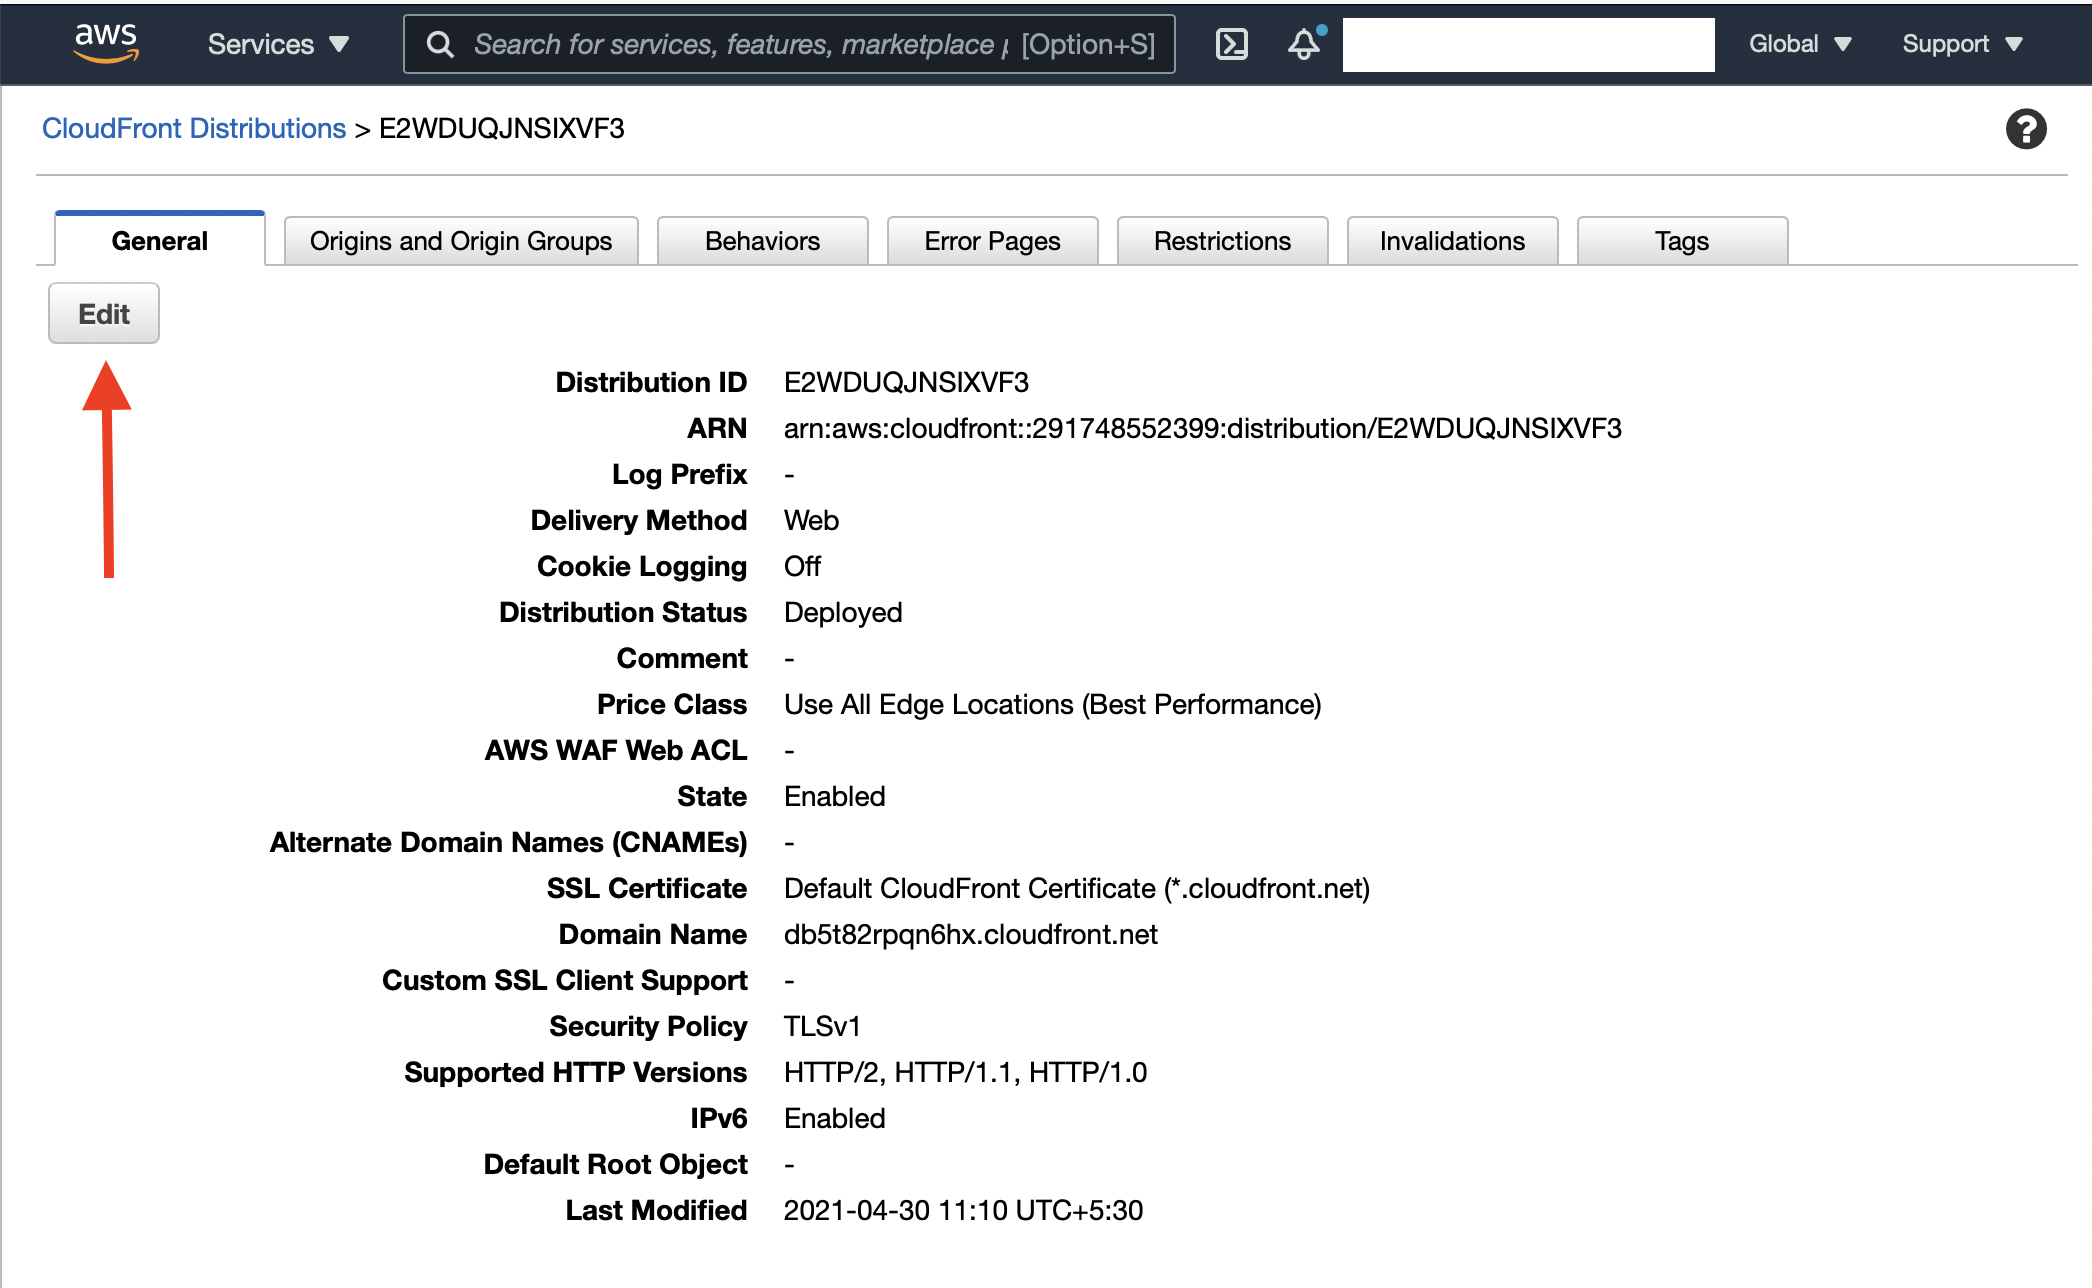 aws
Services ▼
Search for services, features, marketplace p [Option+S]
Global ▼
Support ▼
CloudFront Distributions > E2WDUQJNSIXVF3
?
General
Origins and Origin Groups
Behaviors
Error Pages
Restrictions
Invalidations
Tags
Edit
Distribution ID E2WDUQJNSIXVF3
ARN arn:aws:cloudfront::291748552399:distribution/E2WDUQJNSIXVF3
Log Prefix -
Delivery Method Web
Cookie Logging Off
Distribution Status Deployed
Comment -
Price Class Use All Edge Locations (Best Performance)
AWS WAF Web ACL -
State Enabled
Alternate Domain Names (CNAMEs) -
SSL Certificate Default CloudFront Certificate (*.cloudfront.net)
Domain Name db5t82rpqn6hx.cloudfront.net
Custom SSL Client Support -
Security Policy TLSv1
Supported HTTP Versions HTTP/2, HTTP/1.1, HTTP/1.0
IPv6 Enabled
Default Root Object -
Last Modified 2021-04-30 11:10 UTC+5:30